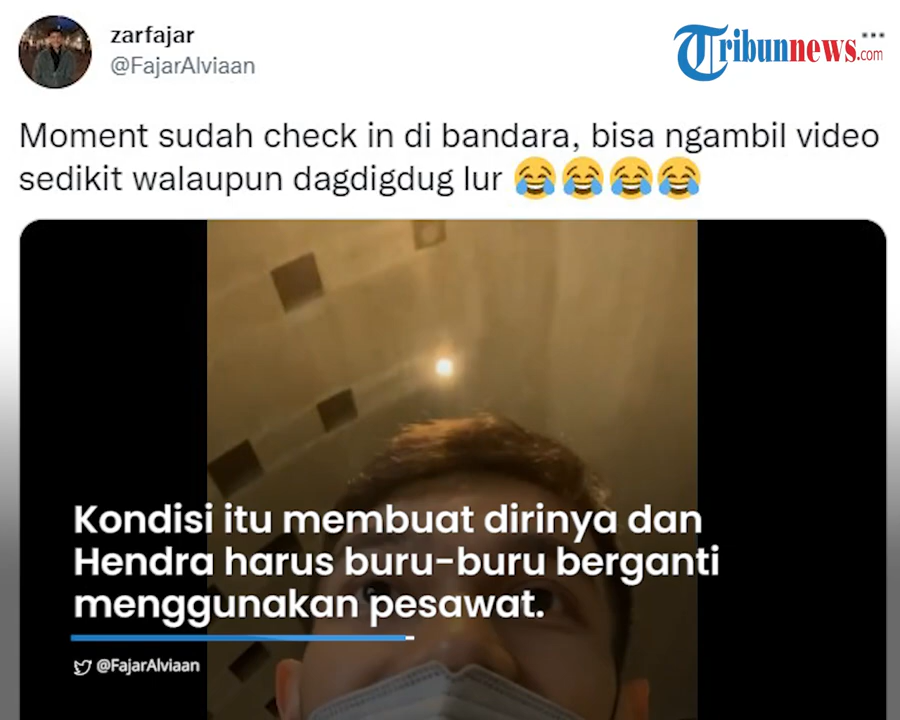 zarfajar
@FajarAlviaan
Tribunnews.com
Moment sudah check in di bandara, bisa ngambil video
sedikit walaupun dagdigdug lur 😂😂😂😂
Kondisi itu membuat dirinya dan
Hendra harus buru-buru berganti
menggunakan pesawat.
@FajarAlviaan